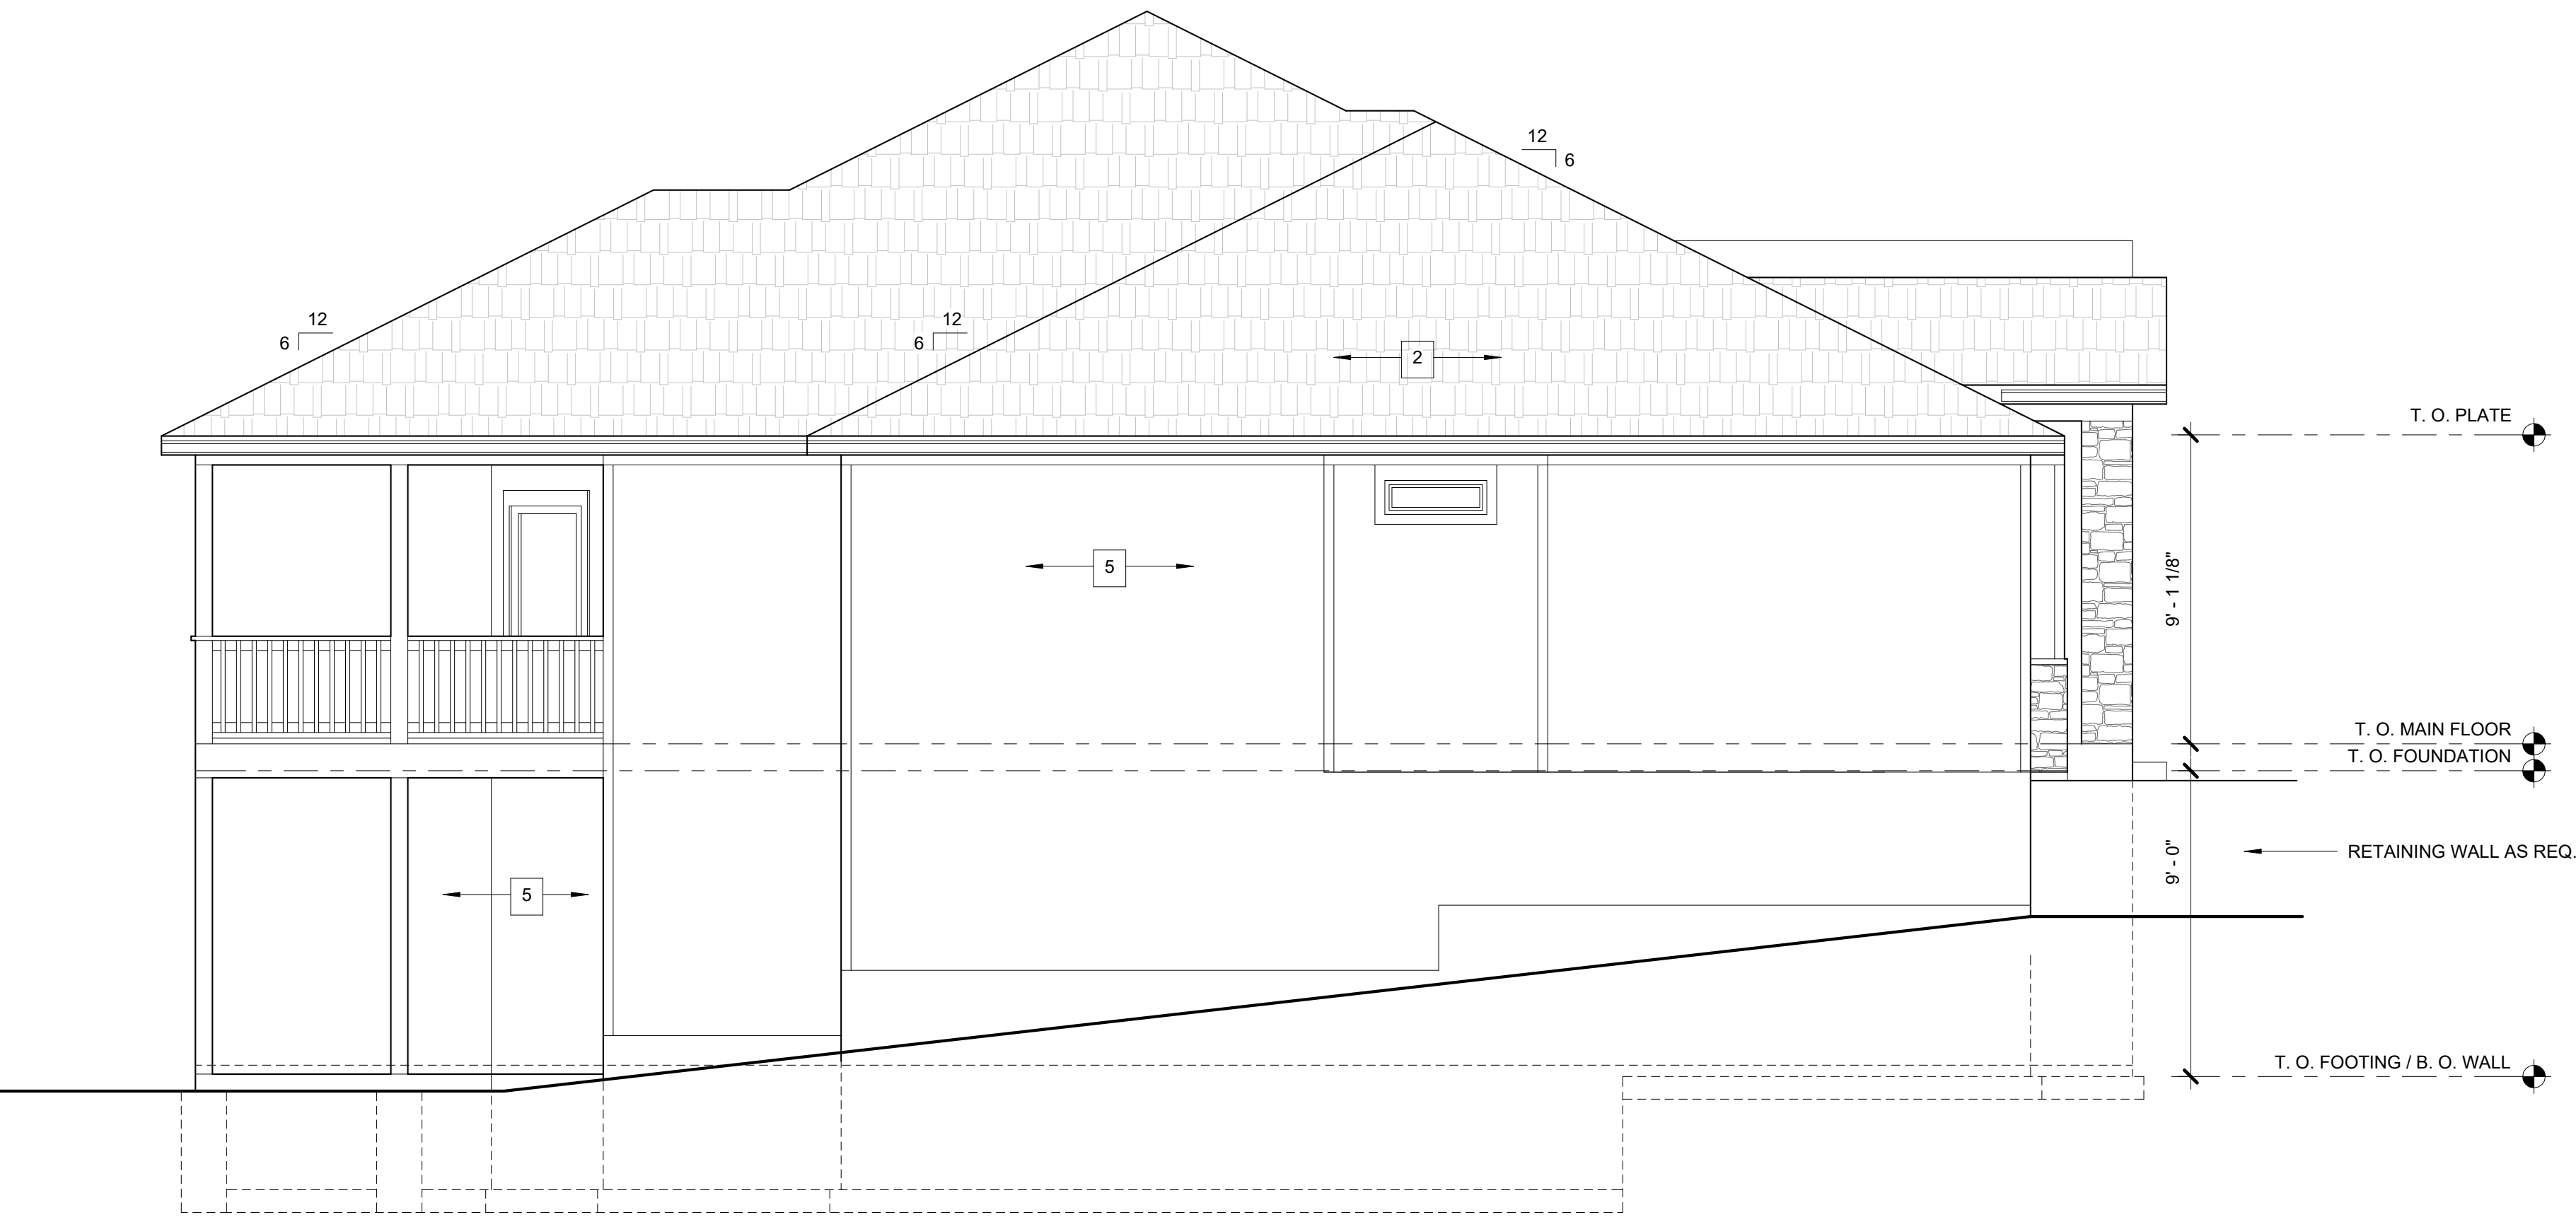 12
6
12
6
12
6
2
T. O. PLATE
5
9' - 1 1/8"
T. O. MAIN FLOOR
T. O. FOUNDATION
RETAINING WALL AS REQ.
9' - 0"
5
T. O. FOOTING / B. O. WALL